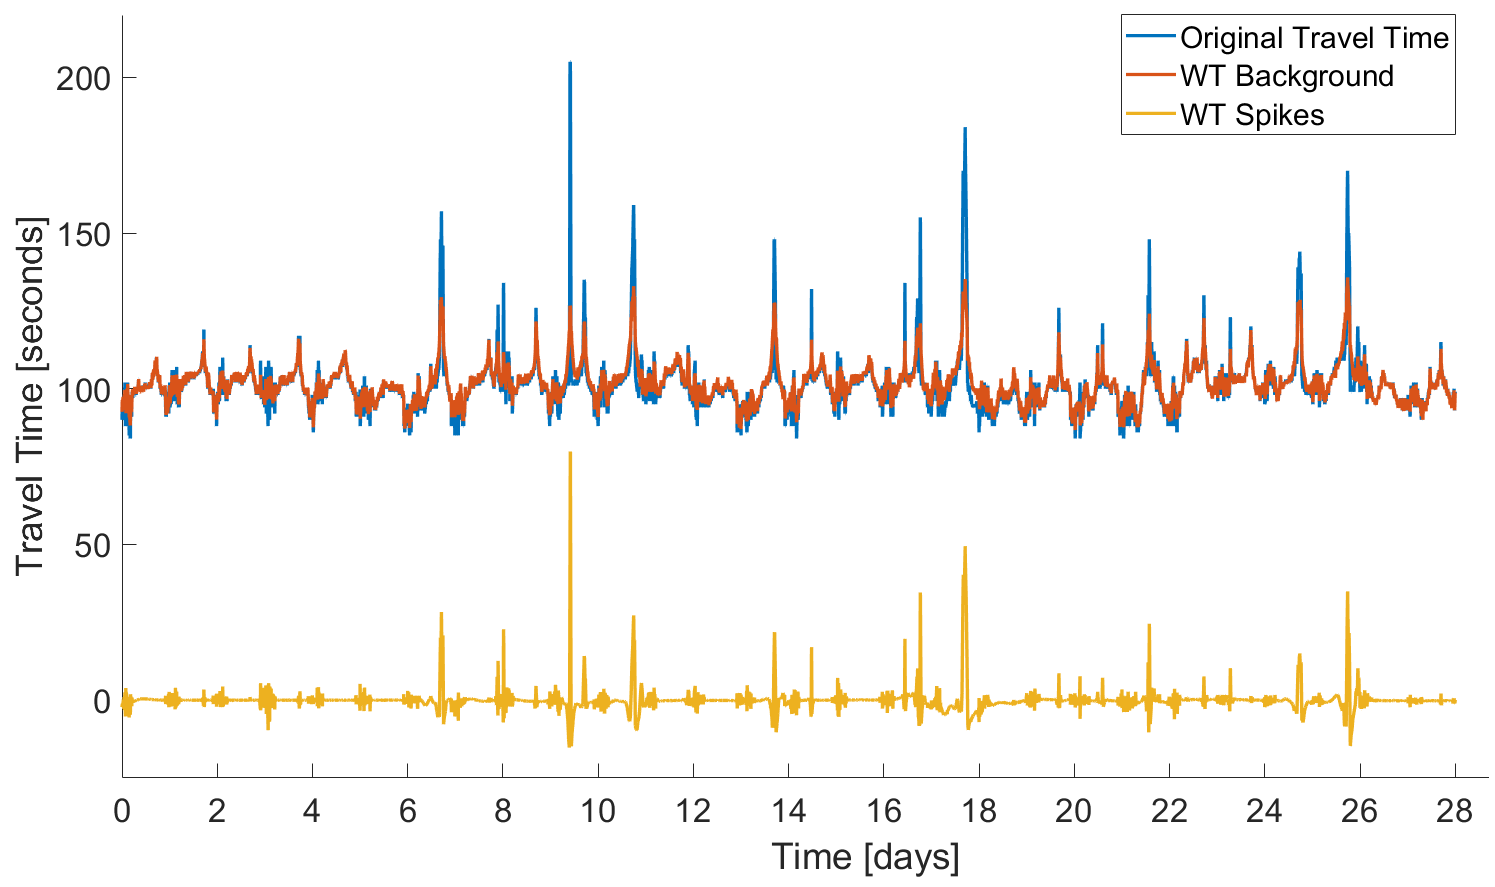 Original Travel Time
WT Background
WT Spikes
200
150
100
50
0
Travel Time [seconds]
0 2 4 6 8 10 12 14 16 18 20 22 24 26 28
Time [days]